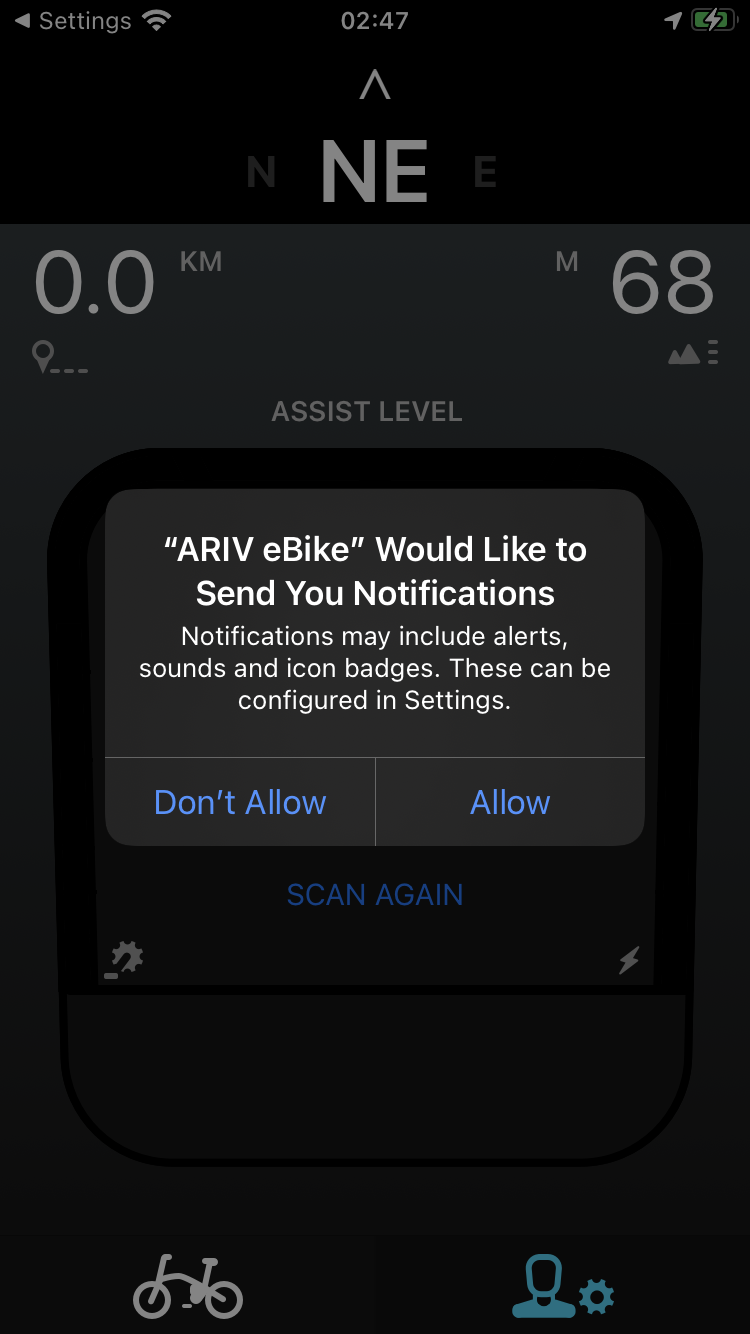 ◀ Settings 02:47
N NE E
0.0 KM M 68
ASSIST LEVEL
“ARIV eBike” Would Like to
Send You Notifications
Notifications may include alerts,
sounds and icon badges. These can be
configured in Settings.
Don’t Allow Allow
SCAN AGAIN